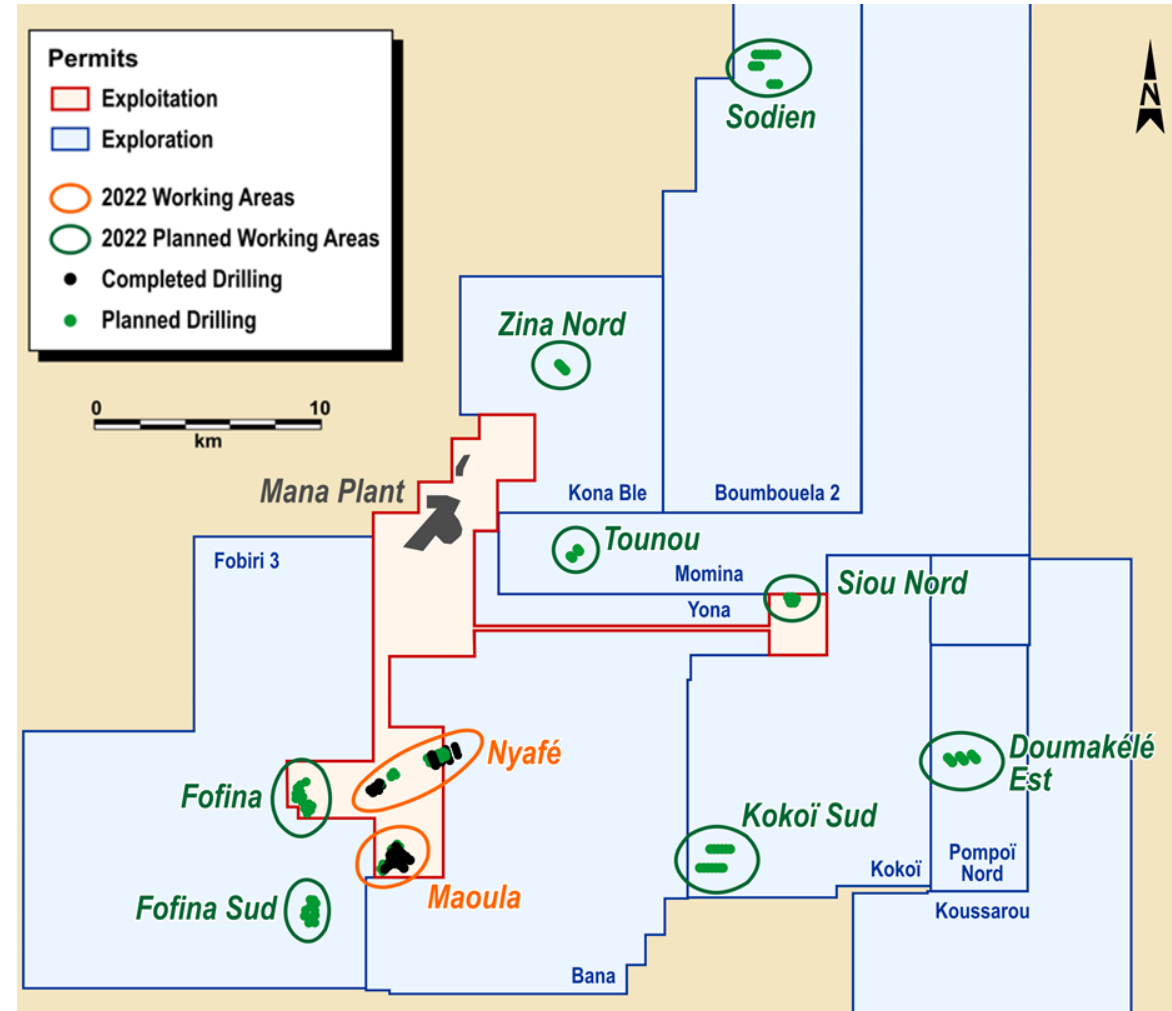 Permits
Exploitation
Exploration
2022 Working Areas
2022 Planned Working Areas
Completed Drilling
Planned Drilling
0 10
km
N
Sodien
Zina Nord
Mana Plant
Kona Ble
Boumbouela 2
Tounou
Fobiri 3
Momina
Siou Nord
Yona
Nyafé
Doumakélé
Est
Fofina
Kokoï Sud
Pompoï
Nord
Kokoï
Maoula
Fofina Sud
Koussarou
Bana